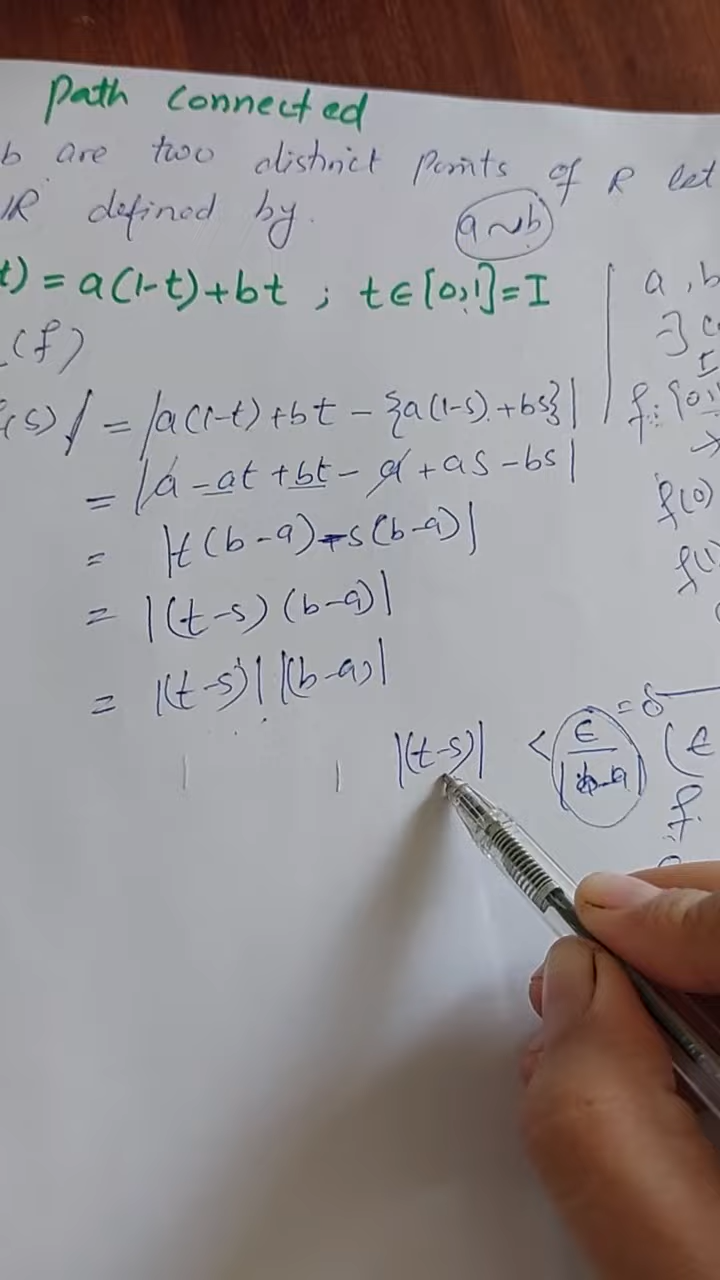 Path connected
b are two distinct points of R let
R defined by. a~b
t) = a(1-t)+bt ; t∈[0,1]=I
(f)
a, b
(s)| = |a(1-t)+bt - {a(1-s)+bs}|
f: [0,
= |a - at + bt - a + as - bs|
= |t(b-a) - s(b-a)|
f(0)
= |(t-s)(b-a)|
= |(t-s)| |(b-a)|
|(t-s)| < ϵ/|b-a| = δ
(ϵ
f.